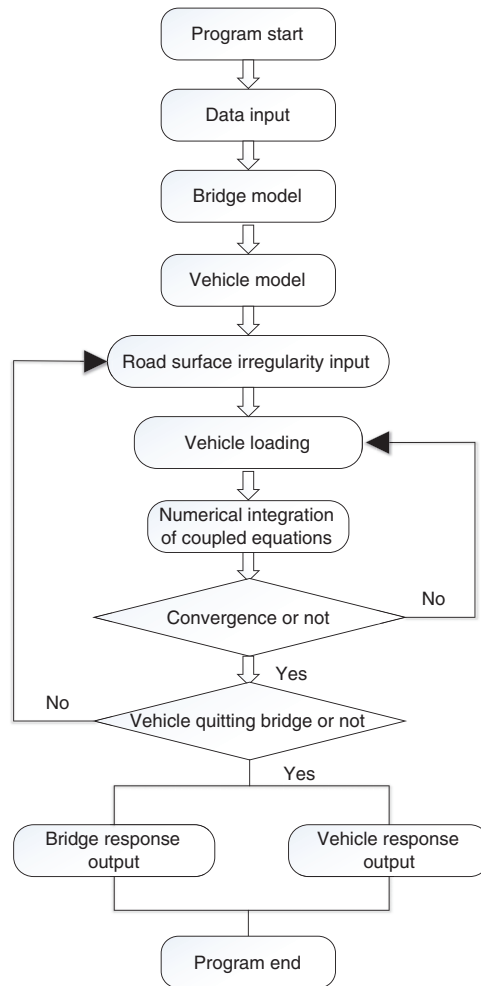 Program start
Data input
Bridge model
Vehicle model
Road surface irregularity input
Vehicle loading
Numerical integration
of coupled equations
Convergence or not
No
Yes
No
Vehicle quitting bridge or not
Yes
Bridge response
output
Vehicle response
output
Program end